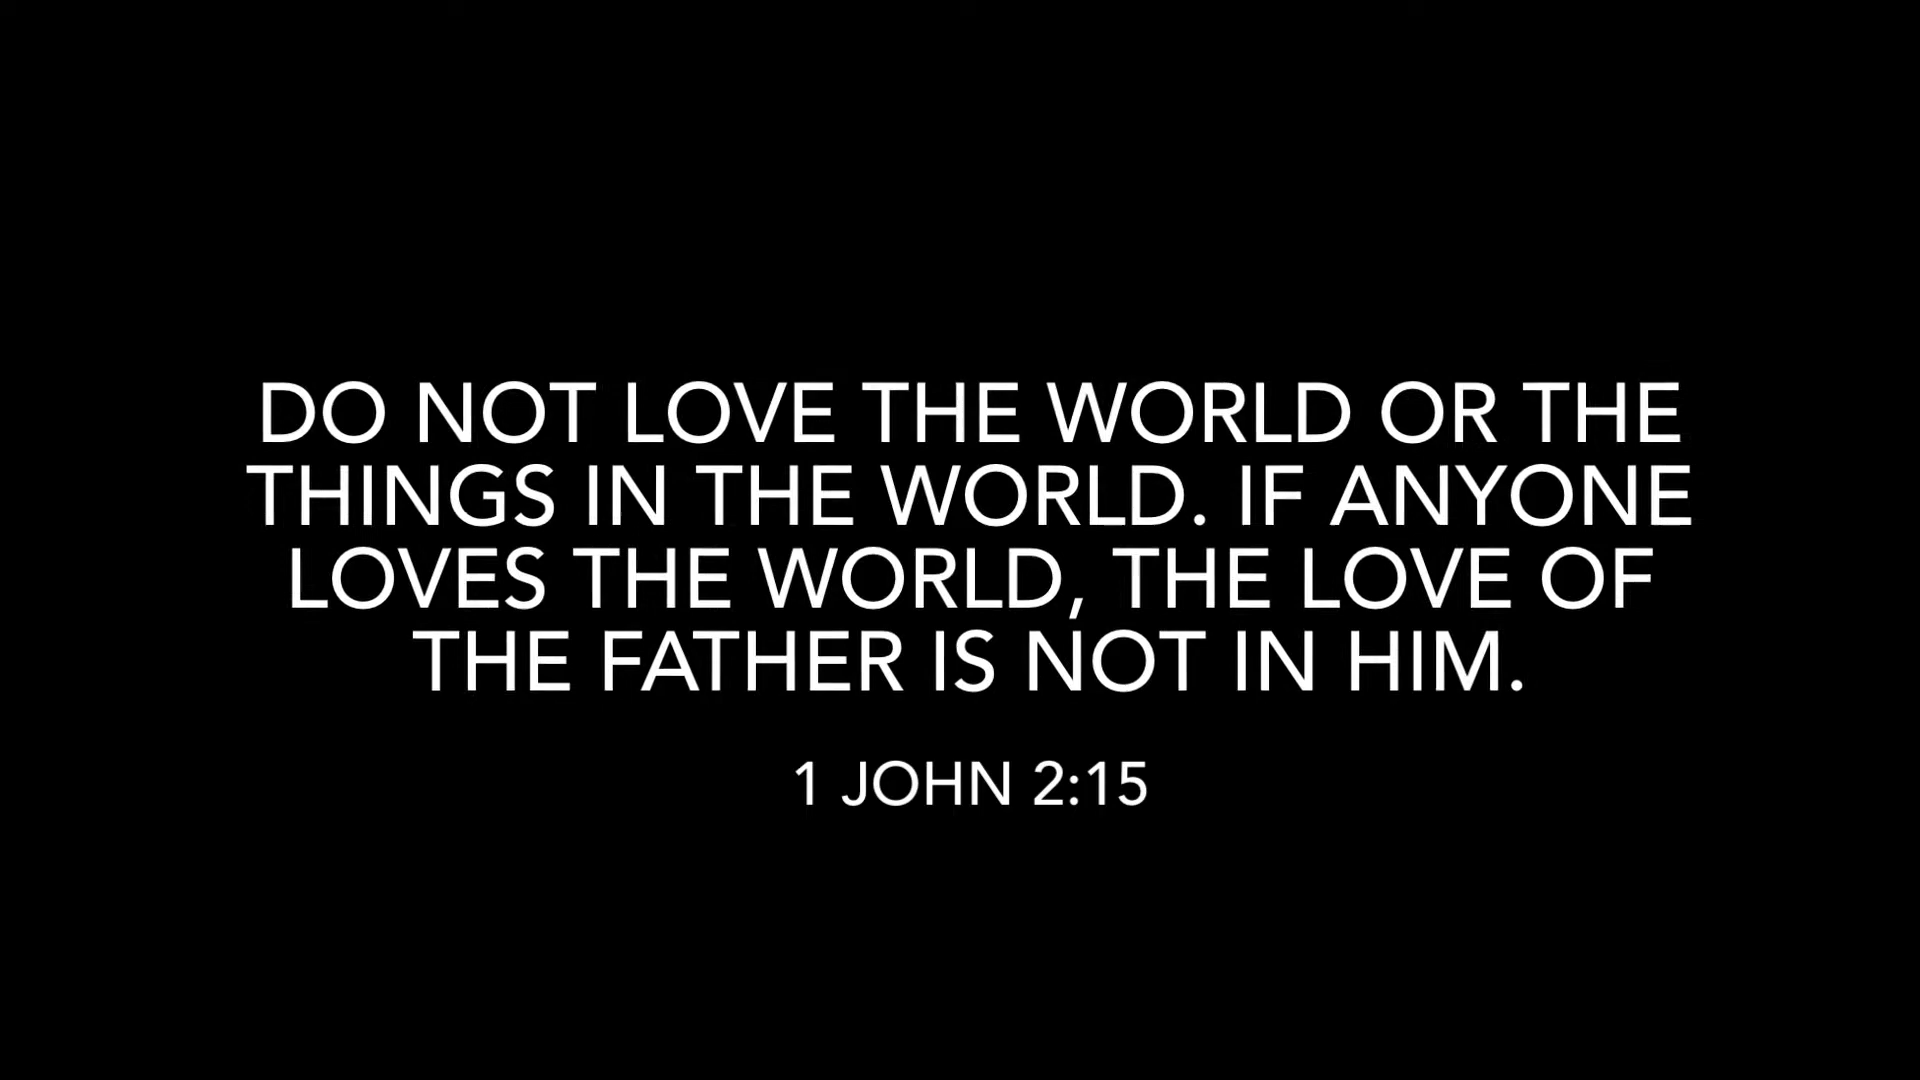 DO NOT LOVE THE WORLD OR THE
THINGS IN THE WORLD. IF ANYONE
LOVES THE WORLD, THE LOVE OF
THE FATHER IS NOT IN HIM.
1 JOHN 2:15